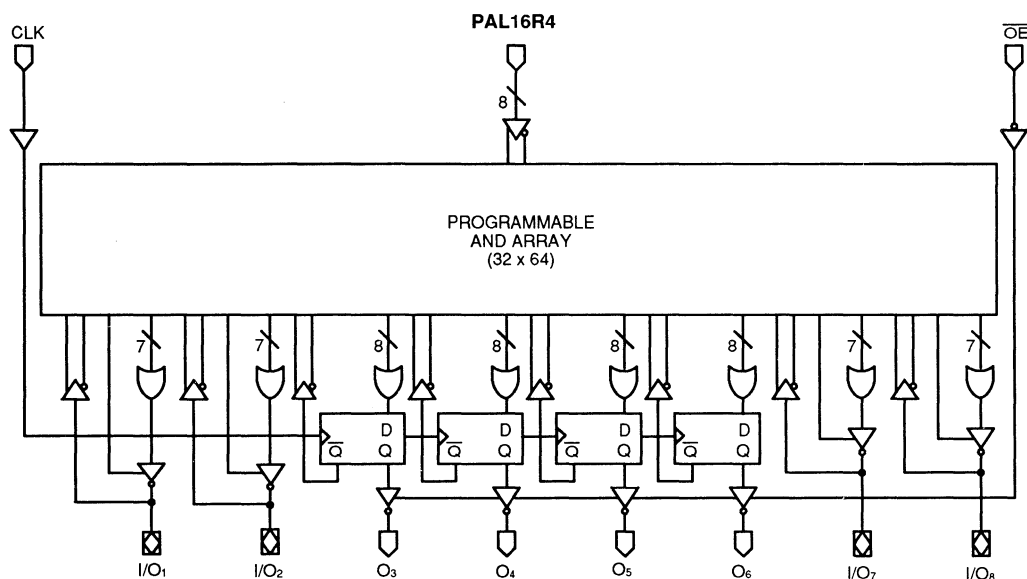 PAL16R4
CLK
OE
8
PROGRAMMABLE
AND ARRAY
(32 x 64)
7 7 8 8 8 8 7 7
D D D D
Q Q Q Q Q Q Q Q
I/O1 I/O2 O3 O4 O5 O6 I/O7 I/O8